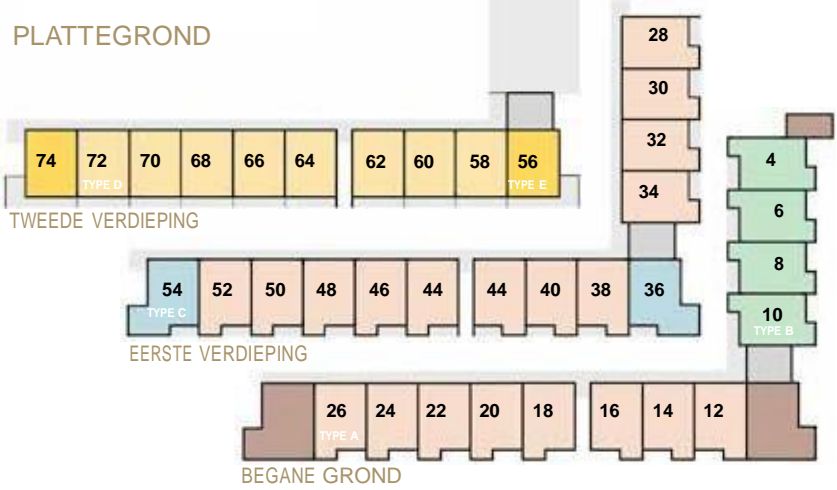 PLATTEGROND
28
30
32
34
4
6
8
10
TYPE B
74 72 70 68 66 64 62 60 58 56
TYPE D TYPE E
TWEEDE VERDIEPING
54 52 50 48 46 44 44 40 38 36
TYPE C
EERSTE VERDIEPING
26 24 22 20 18 16 14 12
TYPE A
BEGANE GROND